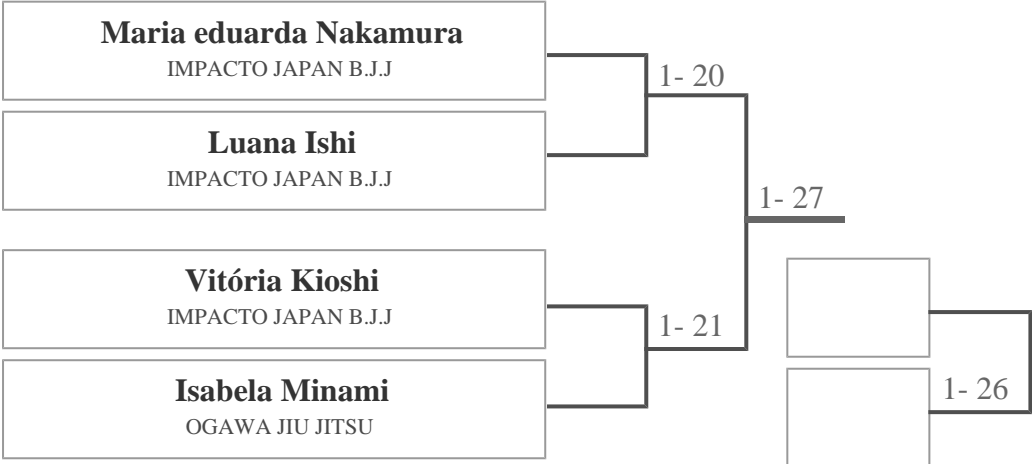 Maria eduarda Nakamura
IMPACTO JAPAN B.J.J
1- 20
Luana Ishi
IMPACTO JAPAN B.J.J
1- 27
Vitória Kioshi
IMPACTO JAPAN B.J.J
1- 21
Isabela Minami
OGAWA JIU JITSU
1- 26